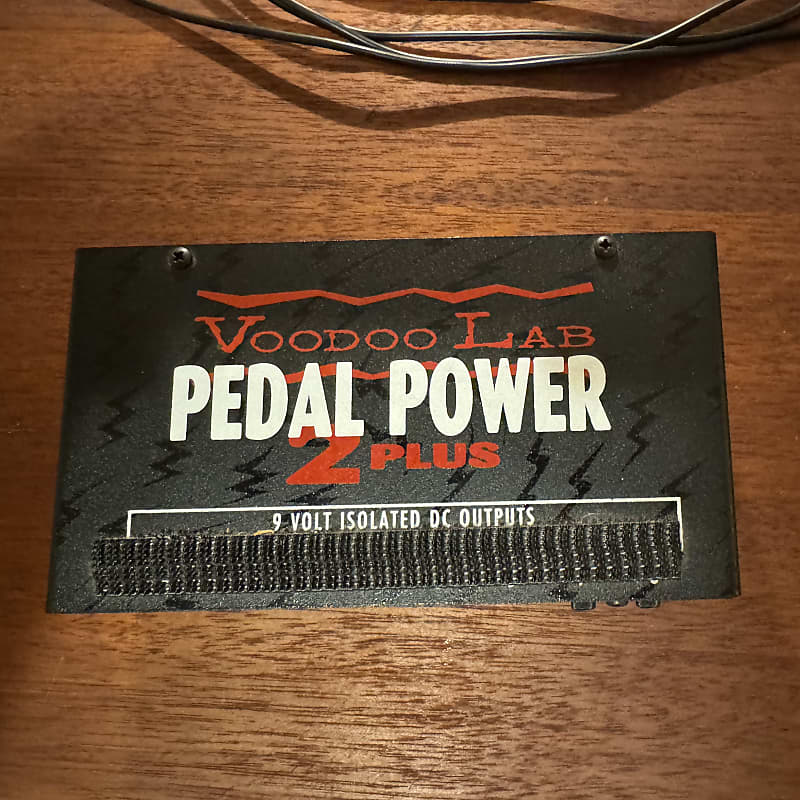 VOODOO LAB
PEDAL POWER
2 PLUS
9 VOLT ISOLATED DC OUTPUTS